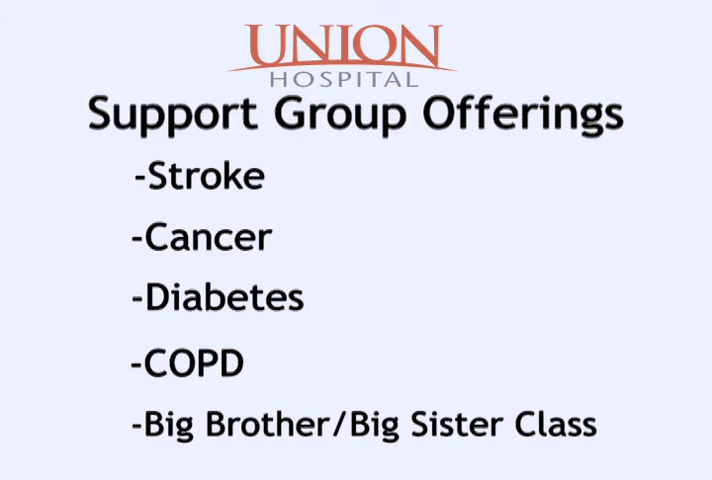 UNION
HOSPITAL
Support Group Offerings
-Stroke
-Cancer
-Diabetes
-COPD
-Big Brother/Big Sister Class